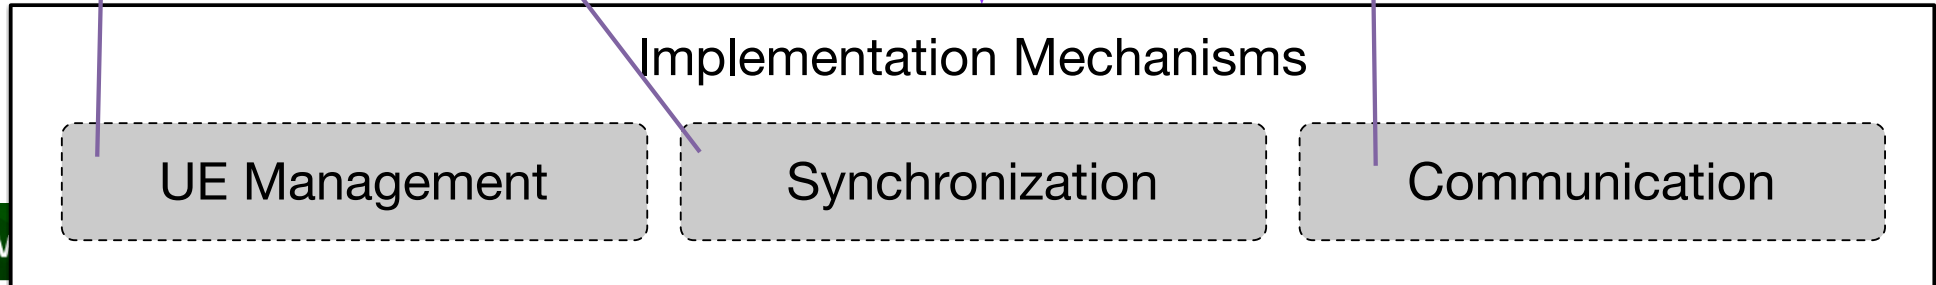 Implementation Mechanisms
UE Management
Synchronization
Communication